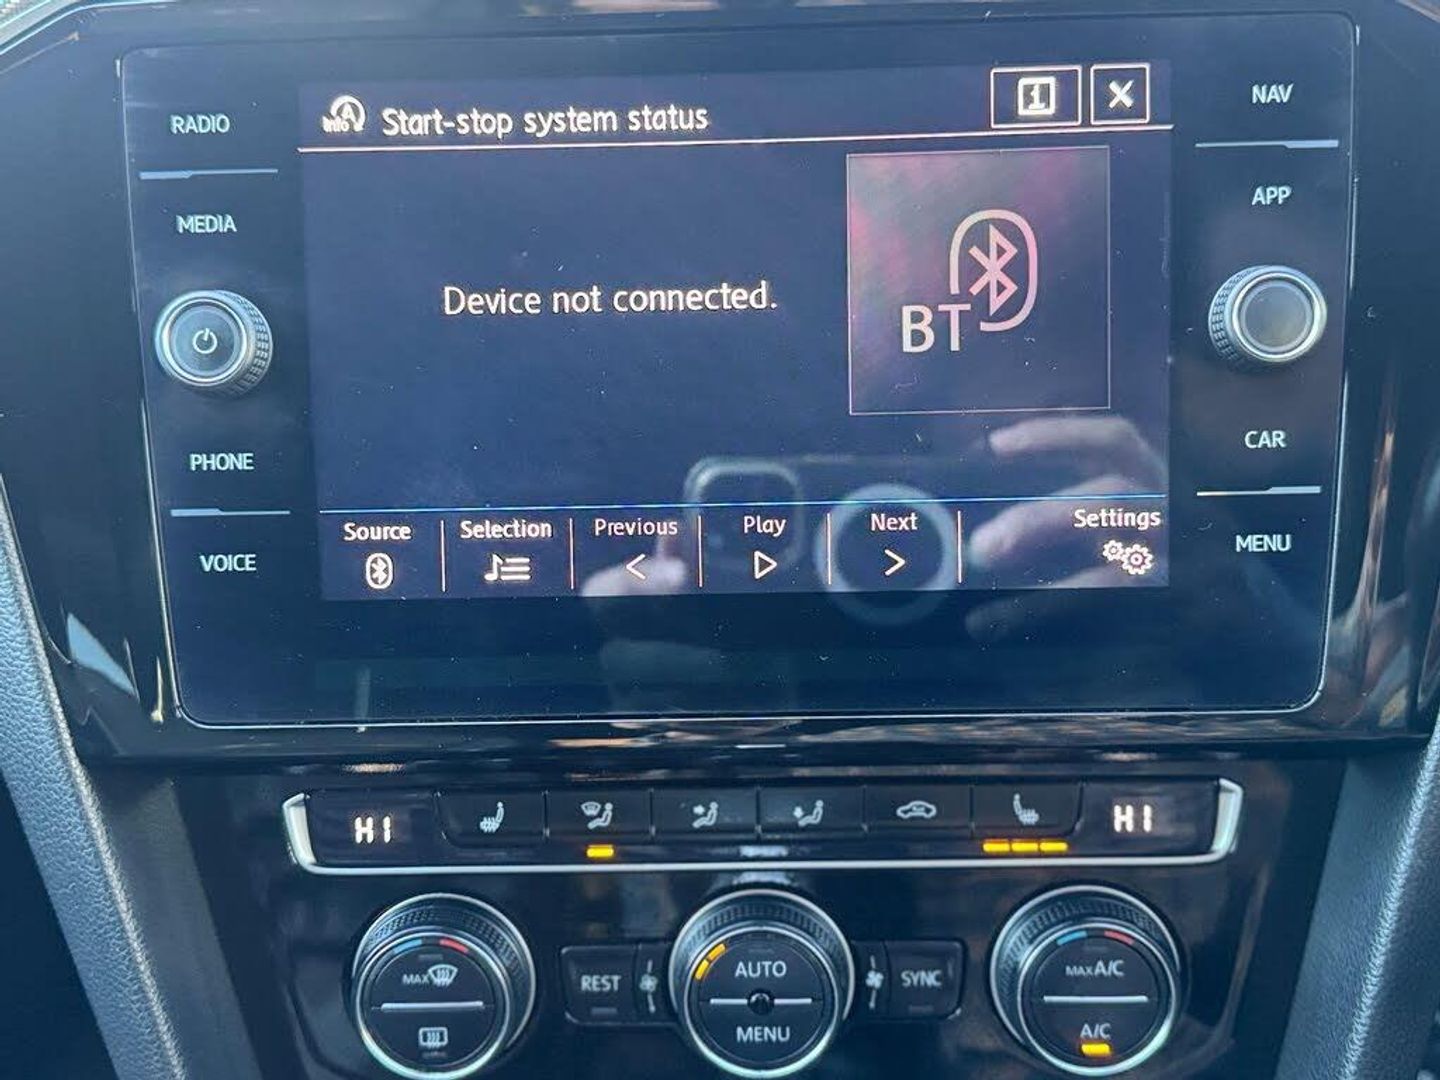 RADIO
MEDIA
PHONE
VOICE
Start-stop system status
1
NAV
APP
CAR
MENU
Device not connected.
BT
Source
Selection
Previous
Play
Next
Settings
HI
HI
MAX
REST
AUTO
MENU
SYNC
MAX A/C
A/C